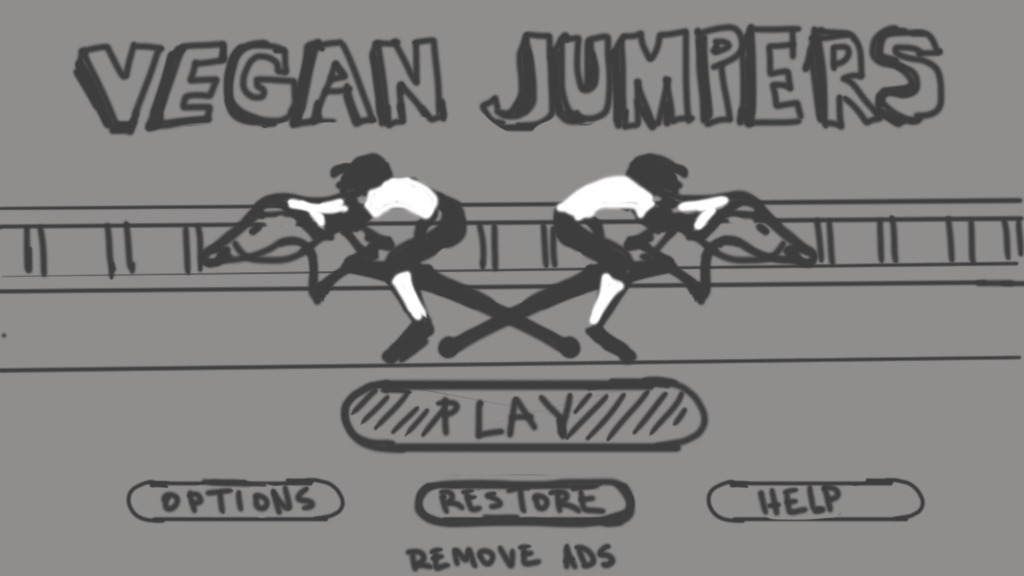 VEGAN JUMPERS
PLAY
OPTIONS RESTORE HELP
REMOVE ADS